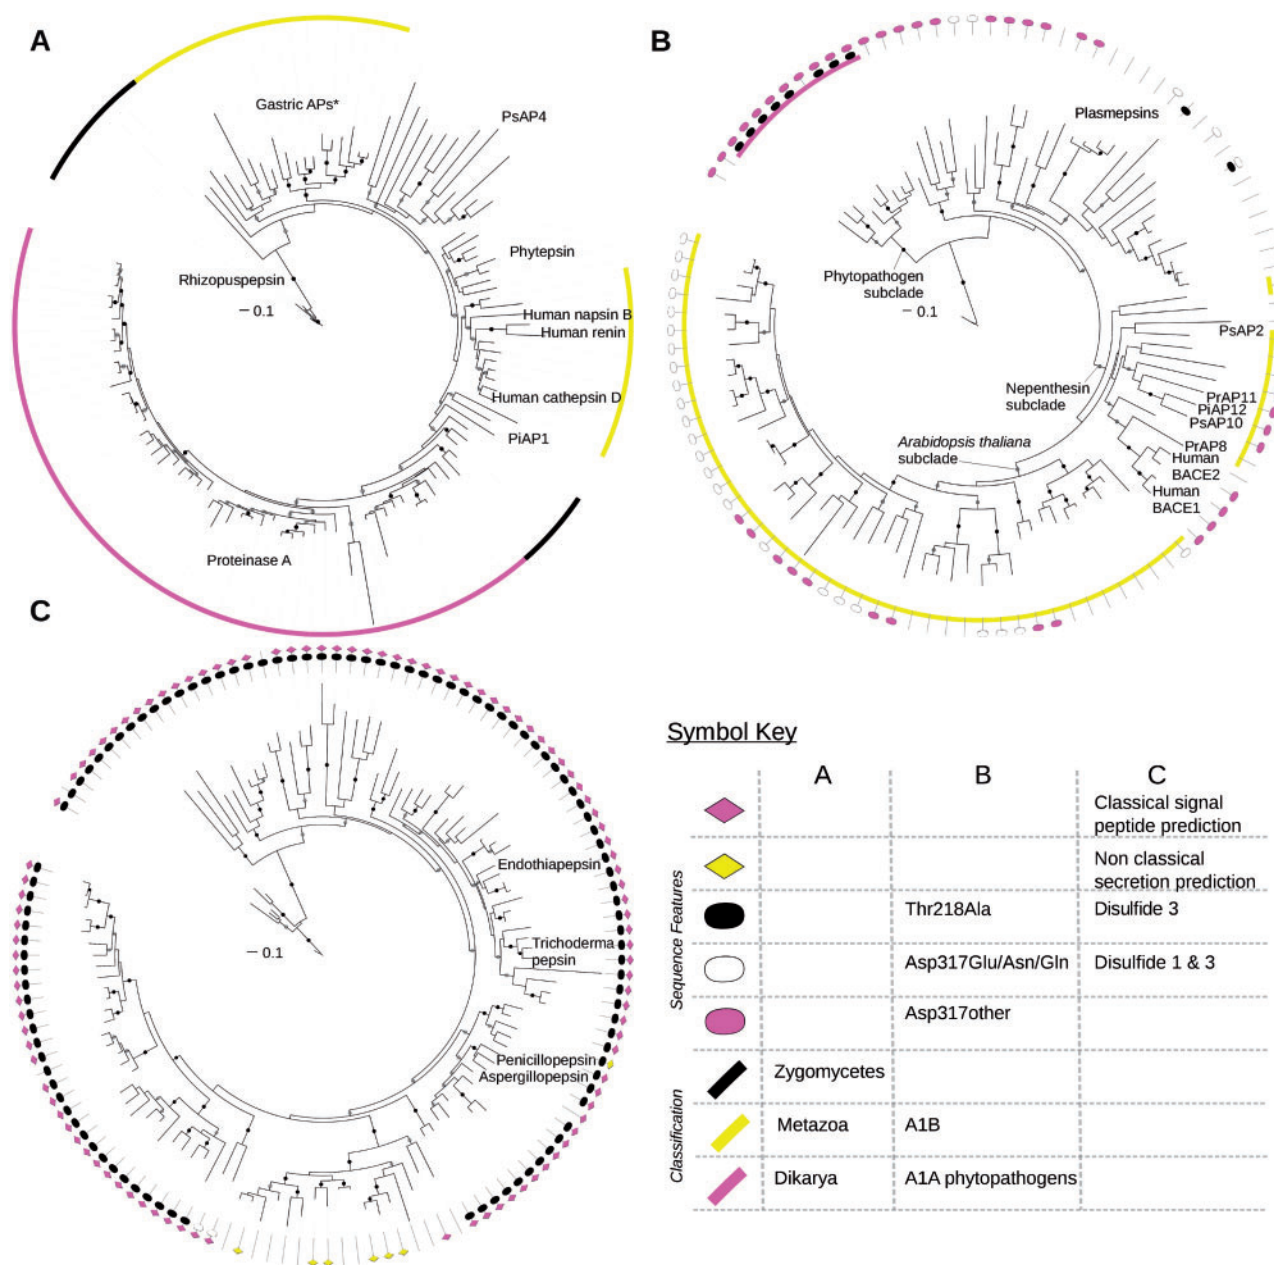 A
Gastric APs*
PsAP4
Rhizopuspepsin
0.1
Phytepsin
Human napsin B
Human renin
Human cathepsin D
PiAP1
Proteinase A
B
Plasmepsins
Phytopathogen
subclade
0.1
PsAP2
Nepenthesin
subclade
PrAP11
PiAP12
PsAP10
Arabidopsis thaliana
subclade
PrAP8
Human
BACE2
Human
BACE1
C
Endothiapepsin
0.1
Trichoderma
pepsin
Penicillopepsin
Aspergillopepsin
Symbol Key
A B C
Sequence Features
Classical signal
peptide prediction
Non classical
secretion prediction
Thr218Ala Disulfide 3
Asp317Glu/Asn/Gln Disulfide 1 & 3
Asp317other
Classification
Zygomycetes
Metazoa A1B
Dikarya A1A phytopathogens